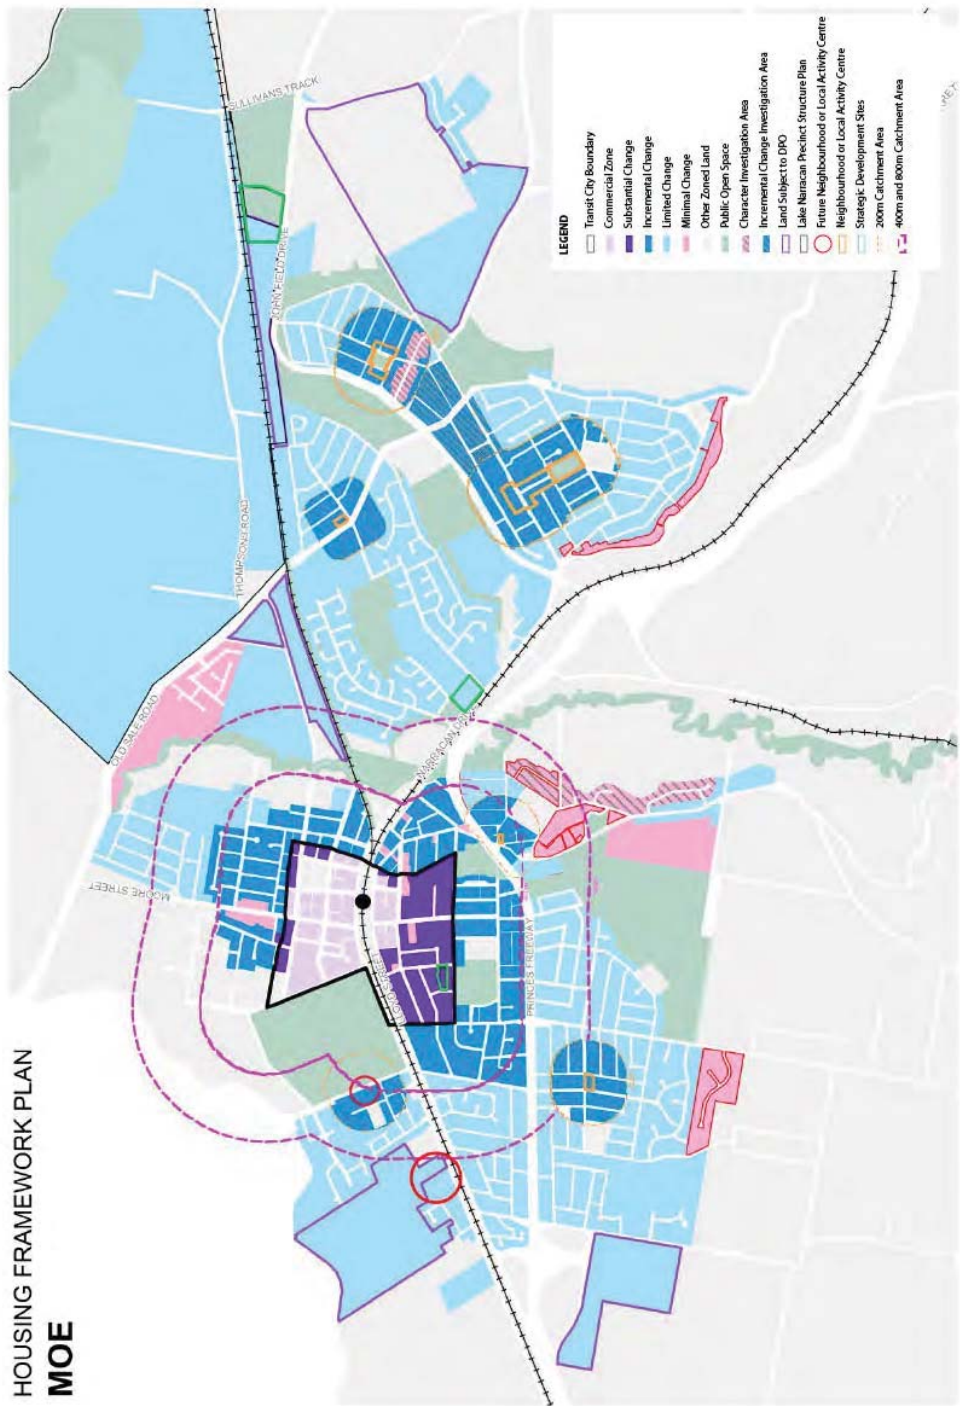 HOUSING FRAMEWORK PLAN
MOE
OLD SALE ROAD
MOORE STREET
THOMPSONS ROAD
SULLIVANS TRACK
JOHN FIELD DRIVE
NARRACAN DRIVE
LLOYD STREET
PRINCES FREEWAY
LEGEND
Transit City Boundary
Commercial Zone
Substantial Change
Incremental Change
Limited Change
Minimal Change
Other Zoned Land
Public Open Space
Character Investigation Area
Incremental Change Investigation Area
Land Subject to DPO
Lake Narracan Precinct Structure Plan
Future Neighbourhood or Local Activity Centre
Neighbourhood or Local Activity Centre
Strategic Development Sites
200m Catchment Area
400m and 800m Catchment Area